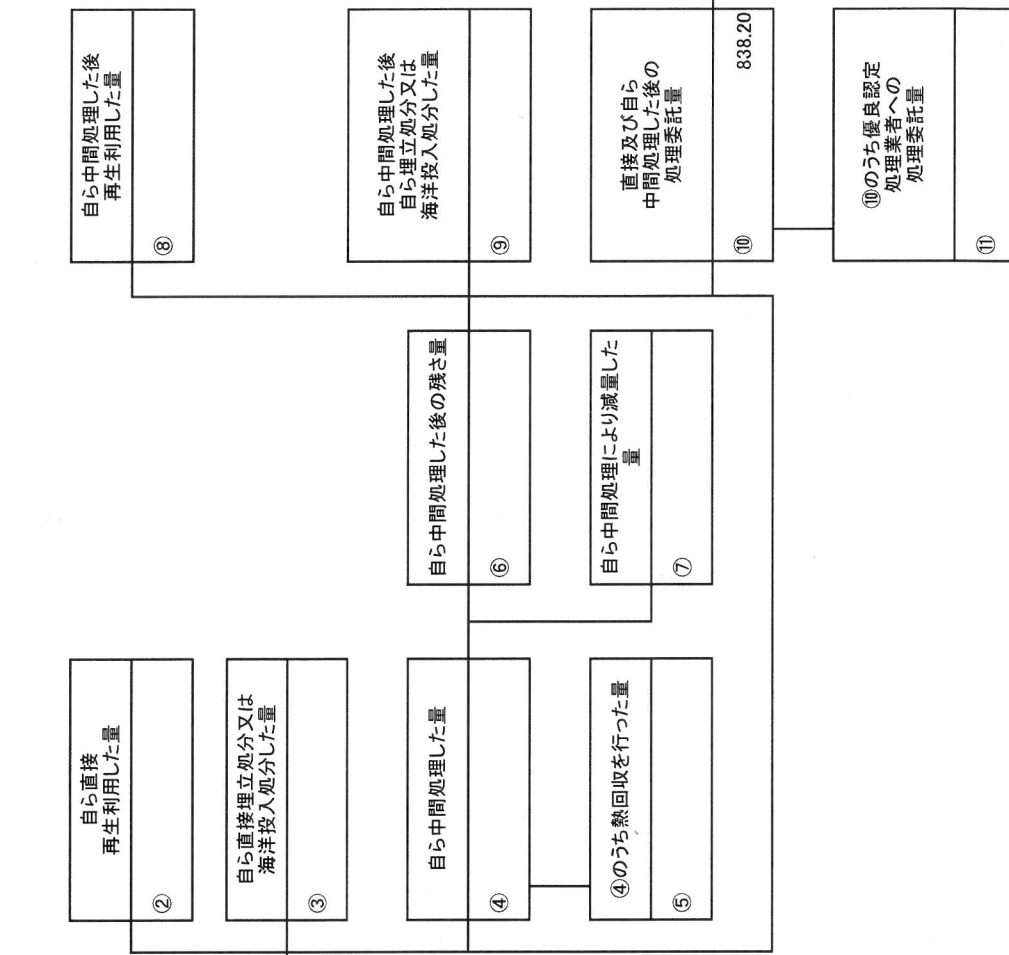 自ら直接
再生利用した量
②
自ら直接埋立処分又は
海洋投入処分した量
③
自ら中間処理した量
④
④のうち熱回収を行った量
⑤
自ら中間処理した後の残さ量
⑥
自ら中間処理により減量した
量
⑦
自ら中間処理した後
再生利用した量
⑧
自ら中間処理した後
自ら埋立処分又は
海洋投入処分した量
⑨
直接及び自ら
中間処理した後の
処理委託量
⑩
838.20
⑩のうち優良認定
処理業者への
処理委託量
⑪